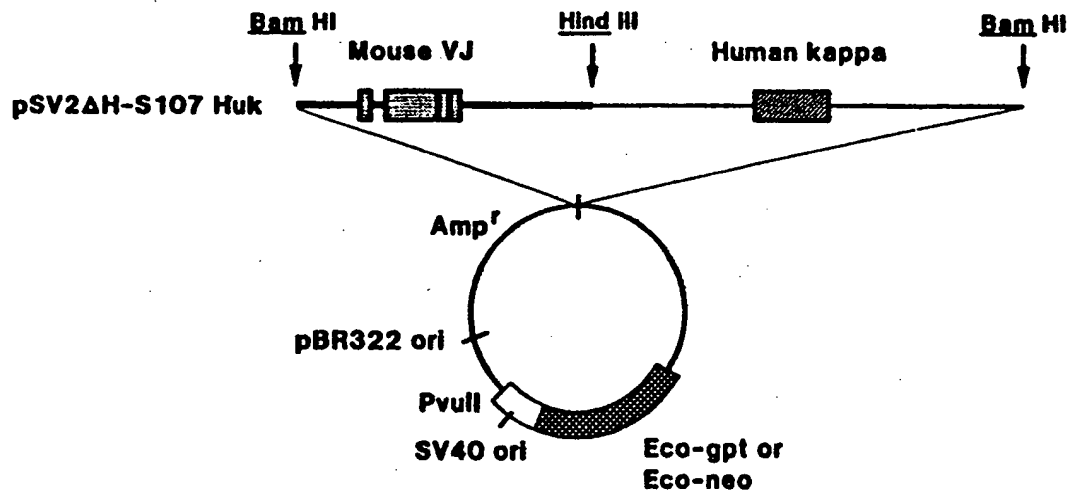 Bam HI
Hind III
Bam HI
Mouse VJ
Human kappa
pSV2ΔH-S107 Huk
Amp^r
pBR322 ori
PvuII
SV40 ori
Eco-gpt or
Eco-neo